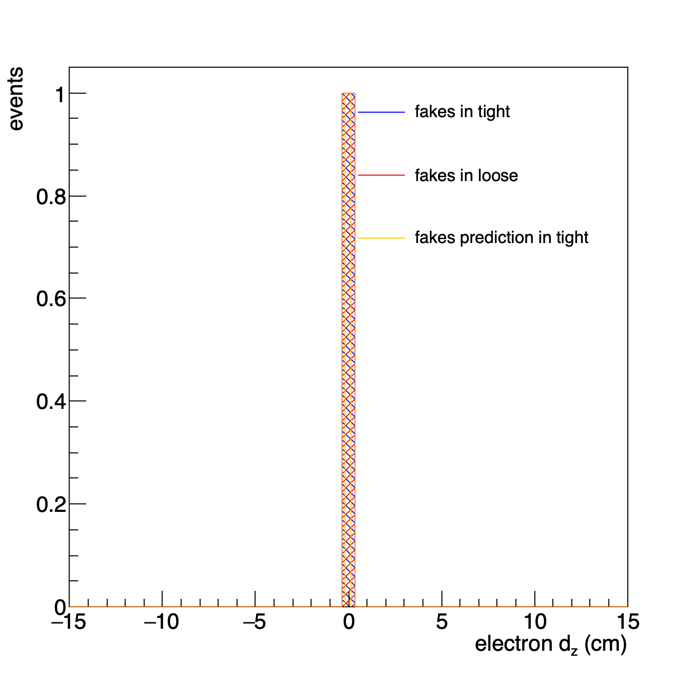 events
1
fakes in tight
fakes in loose
0.8
fakes prediction in tight
0.6
0.4
0.2
0
−15 −10 −5 0 5 10 15
electron dz (cm)